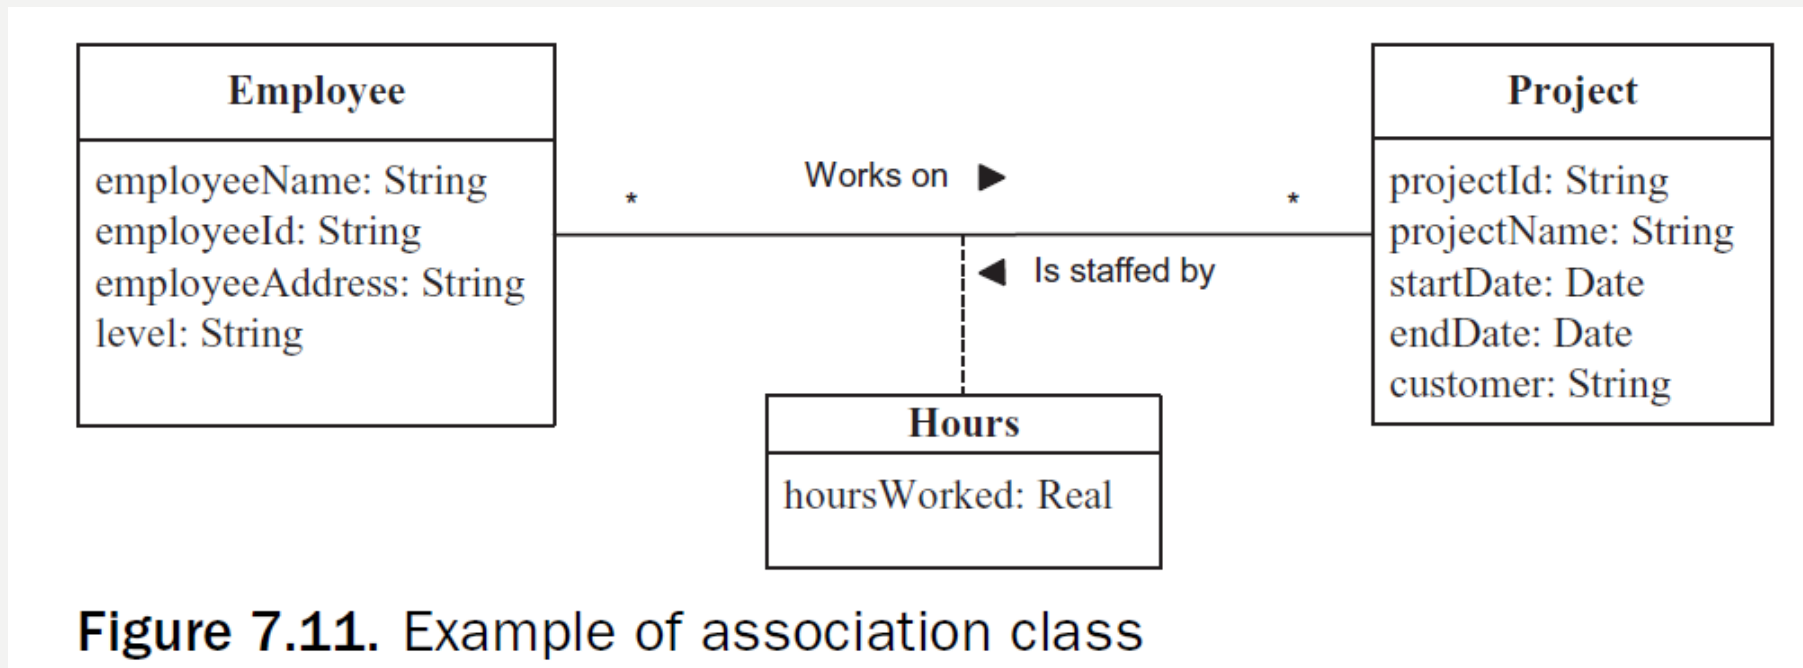 Employee
employeeName: String
employeeId: String
employeeAddress: String
level: String
*
Works on ▶
*
◀ Is staffed by
Project
projectId: String
projectName: String
startDate: Date
endDate: Date
customer: String
Hours
hoursWorked: Real
Figure 7.11. Example of association class